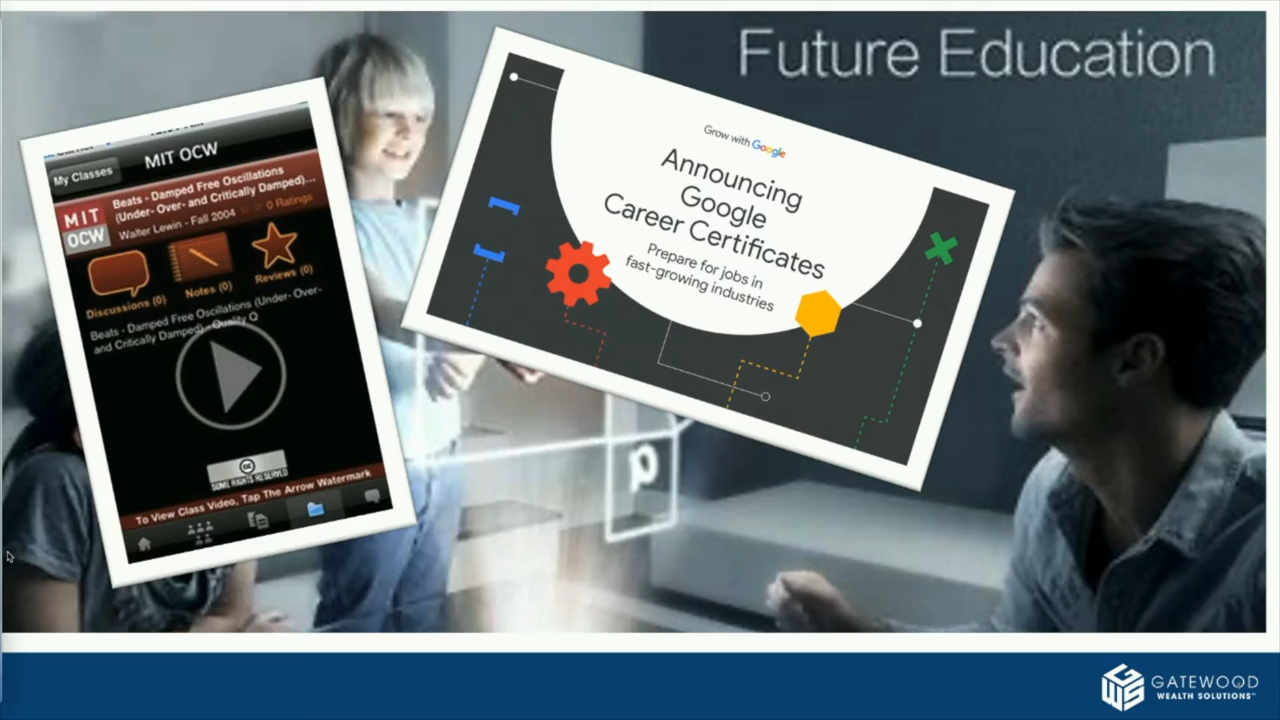 Future Education
MIT OCW
My Classes
Beats - Damped Free Oscillations
(Under- Over- and Critically Damped)...
Walter Lewin - Fall 2004
0 Ratings
MIT
OCW
Discussions (0)
Notes (0)
Reviews (0)
Beats - Damped Free Oscillations (Under- Over-
and Critically Damped) - Quality Q
cc
SOME RIGHTS RESERVED
To View Class Video, Tap The Arrow Watermark
Grow with Google
Announcing
Google
Career Certificates
Prepare for jobs in
fast-growing industries
p
GATEWOOD
WEALTH SOLUTIONS™